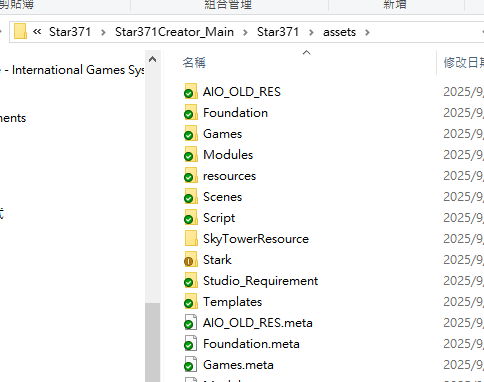 剪貼簿 組合管理 新增
« Star371 › Star371Creator_Main › Star371 › assets ›
名稱 修改日期
- International Games Sys
AIO_OLD_RES 2025/9/
Foundation 2025/9/
ments
Games 2025/9/
Modules 2025/9/
resources 2025/9/
Scenes 2025/9/
式
Script 2025/9/
SkyTowerResource 2025/9/
Stark 2025/9/
Studio_Requirement 2025/9/
Templates 2025/9/
AIO_OLD_RES.meta 2025/9/
Foundation.meta 2025/9/
Games.meta 2025/9/